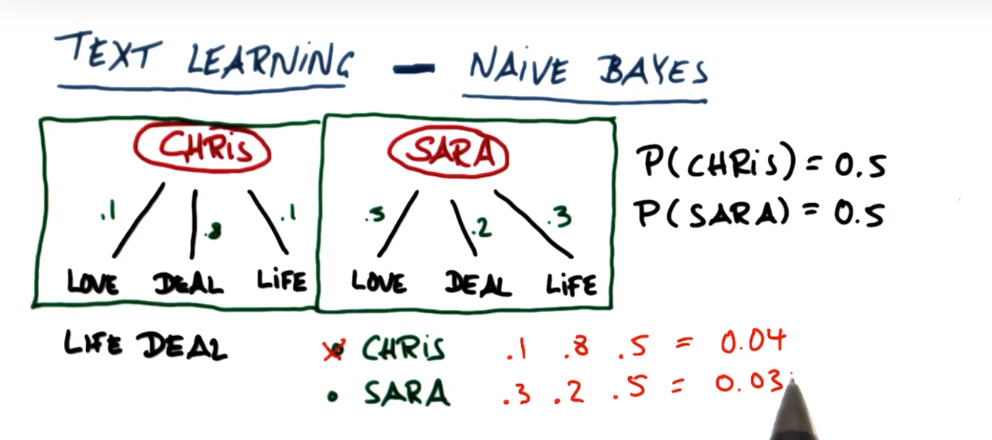 TEXT LEARNING — NAIVE BAYES
CHRIS SARA
P(CHRIS) = 0.5
.1 .8 .1 .5 .2 .3
P(SARA) = 0.5
LOVE DEAL LIFE LOVE DEAL LIFE
LIFE DEAL
CHRIS .1 .8 .5 = 0.04
• SARA .3 .2 .5 = 0.03